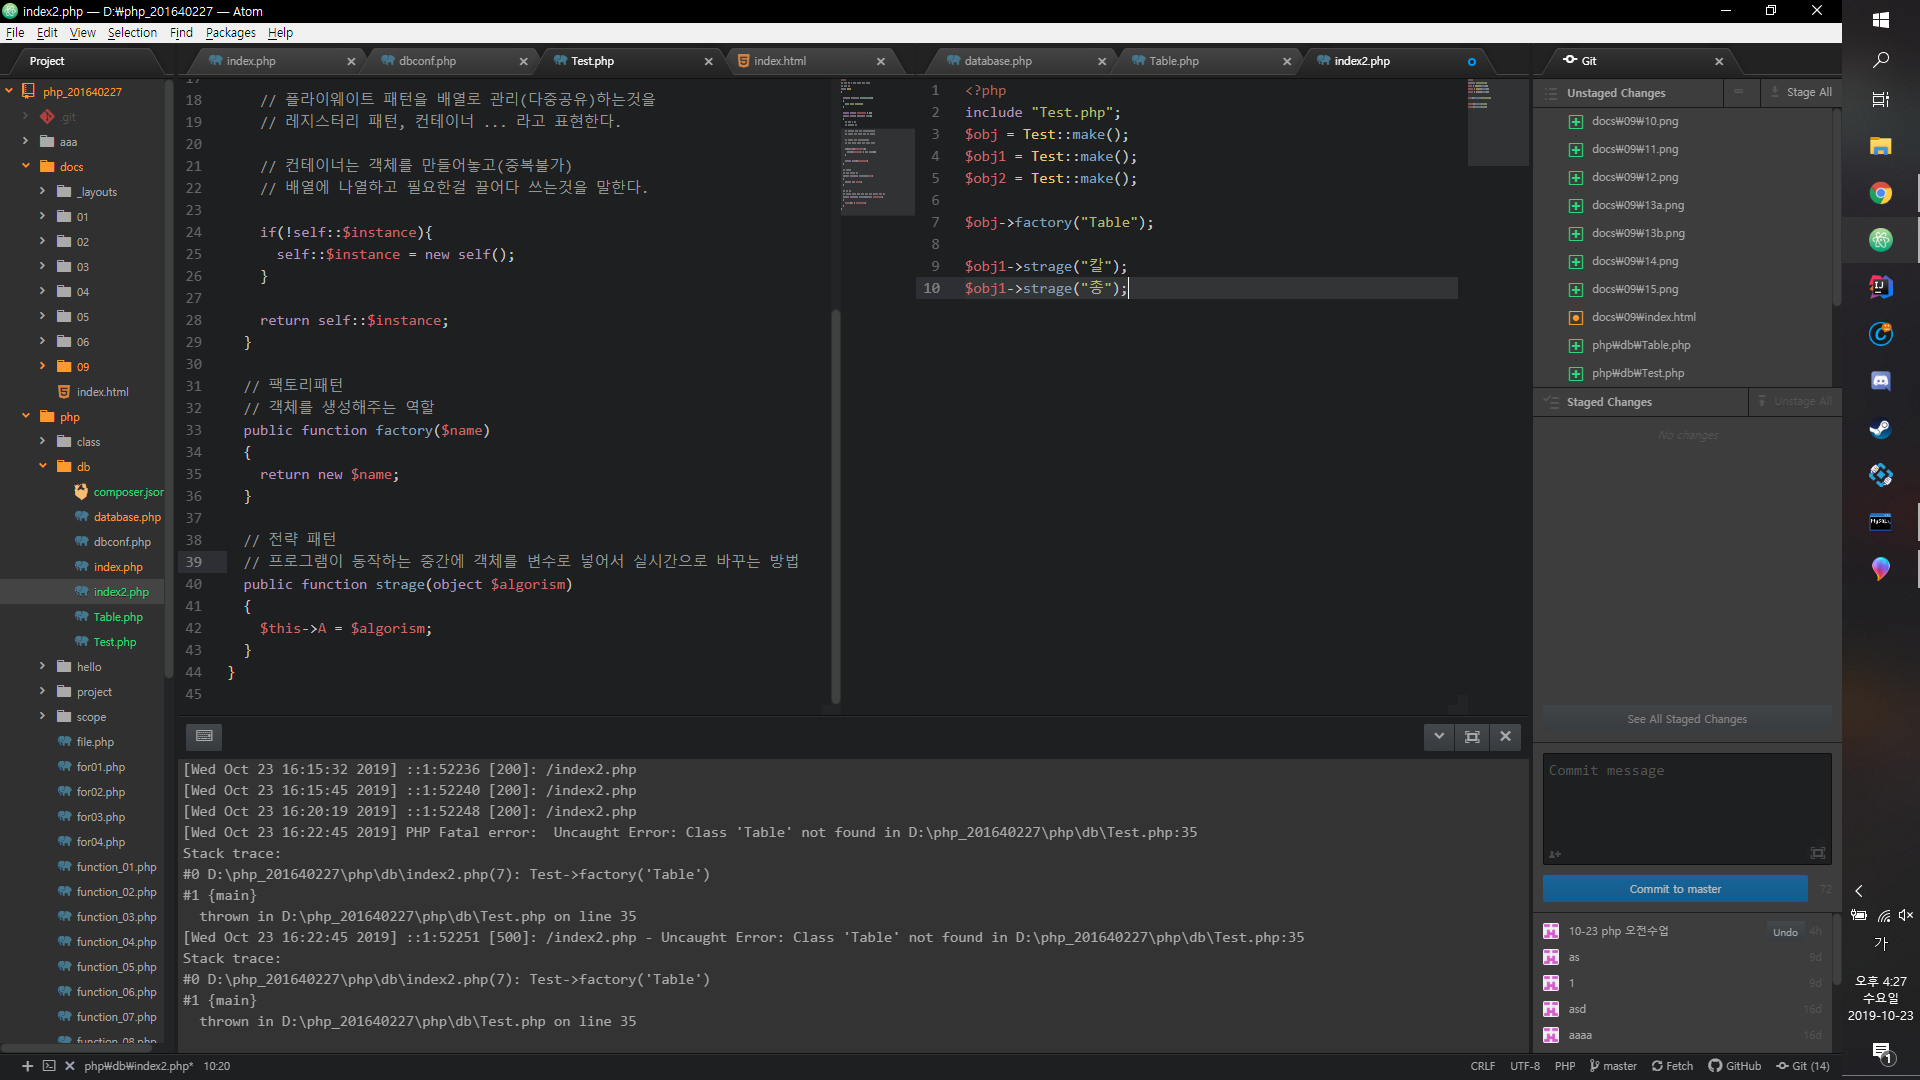 index2.php — D:₩php_201640227 — Atom
File Edit View Selection Find Packages Help
Project
php_201640227
.git
aaa
docs
_layouts
01
02
03
04
05
06
09
index.html
php
class
db
composer.jsor
database.php
dbconf.php
index.php
index2.php
Table.php
Test.php
hello
project
scope
file.php
for01.php
for02.php
for03.php
for04.php
function_01.php
function_02.php
function_03.php
function_04.php
function_05.php
function_06.php
function_07.php
function_08.php
index.php dbconf.php Test.php index.html
17
18 // 플라이웨이트 패턴을 배열로 관리(다중공유)하는것을
19 // 레지스터리 패턴, 컨테이너 ... 라고 표현한다.
20
21 // 컨테이너는 객체를 만들어놓고(중복불가)
22 // 배열에 나열하고 필요한걸 끌어다 쓰는것을 말한다.
23
24 if(!self::$instance){
25 self::$instance = new self();
26 }
27
28 return self::$instance;
29 }
30
31 // 팩토리패턴
32 // 객체를 생성해주는 역할
33 public function factory($name)
34 {
35 return new $name;
36 }
37
38 // 전략 패턴
39 // 프로그램이 동작하는 중간에 객체를 변수로 넣어서 실시간으로 바꾸는 방법
40 public function strage(object $algorism)
41 {
42 $this->A = $algorism;
43 }
44 }
45
database.php Table.php index2.php
1 <?php
2 include "Test.php";
3 $obj = Test::make();
4 $obj1 = Test::make();
5 $obj2 = Test::make();
6
7 $obj->factory("Table");
8
9 $obj1->strage("칼");
10 $obj1->strage("총");
[Wed Oct 23 16:15:32 2019] ::1:52236 [200]: /index2.php
[Wed Oct 23 16:15:45 2019] ::1:52240 [200]: /index2.php
[Wed Oct 23 16:20:19 2019] ::1:52248 [200]: /index2.php
[Wed Oct 23 16:22:45 2019] PHP Fatal error:  Uncaught Error: Class 'Table' not found in D:\php_201640227\php\db\Test.php:35
Stack trace:
#0 D:\php_201640227\php\db\index2.php(7): Test->factory('Table')
#1 {main}
thrown in D:\php_201640227\php\db\Test.php on line 35
[Wed Oct 23 16:22:45 2019] ::1:52251 [500]: /index2.php - Uncaught Error: Class 'Table' not found in D:\php_201640227\php\db\Test.php:35
Stack trace:
#0 D:\php_201640227\php\db\index2.php(7): Test->factory('Table')
#1 {main}
thrown in D:\php_201640227\php\db\Test.php on line 35
Git
Unstaged Changes Stage All
docs₩09₩10.png
docs₩09₩11.png
docs₩09₩12.png
docs₩09₩13a.png
docs₩09₩13b.png
docs₩09₩14.png
docs₩09₩15.png
docs₩09₩index.html
php₩db₩Table.php
php₩db₩Test.php
Staged Changes Unstage All
No changes
See All Staged Changes
Commit message
Commit to master 72
10-23 php 오전수업 Undo 4h
as 9d
1 9d
asd 16d
aaaa 16d
php₩db₩index2.php* 10:20
CRLF UTF-8 PHP master Fetch GitHub Git (14)
가
오후 4:27
수요일
2019-10-23
1